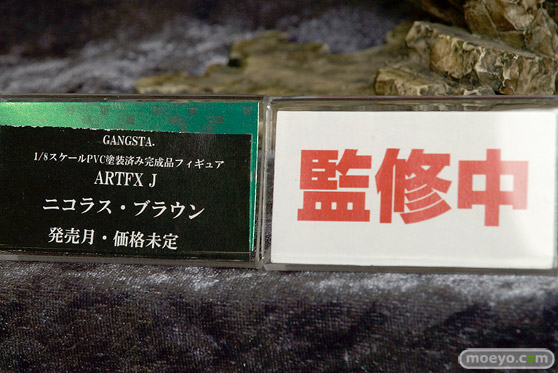 GANGSTA.
1/8スケールPVC塗装済み完成品フィギュア
ARTFX J
ニコラス・ブラウン
発売月・価格未定
監修中
moeyo.com